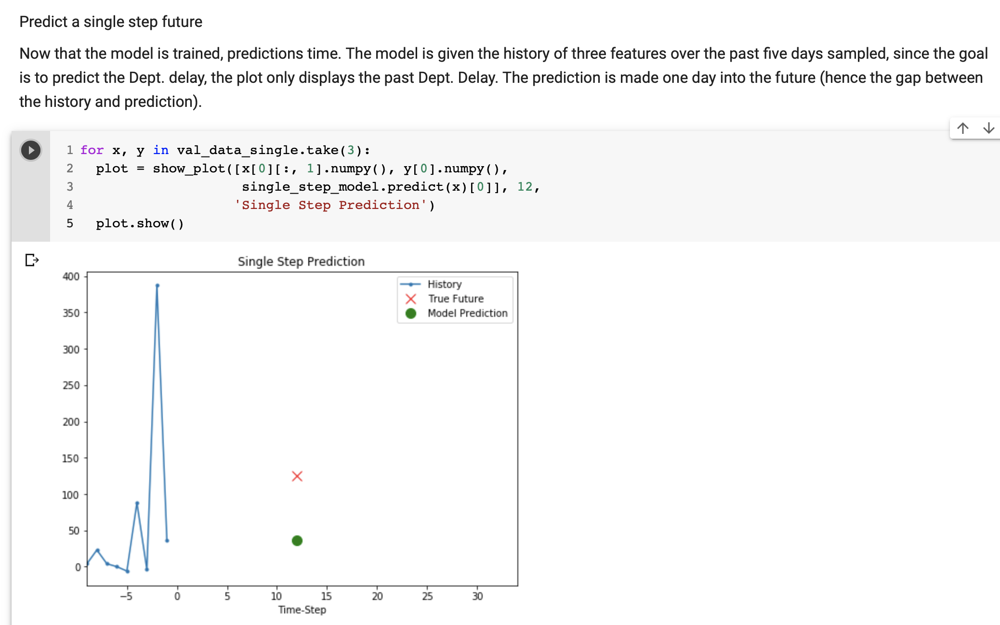 Predict a single step future
Now that the model is trained, predictions time. The model is given the history of three features over the past five days sampled, since the goal
is to predict the Dept. delay, the plot only displays the past Dept. Delay. The prediction is made one day into the future (hence the gap between
the history and prediction).
1 for x, y in val_data_single.take(3):
2   plot = show_plot([x[0][:, 1].numpy(), y[0].numpy(),
3                     single_step_model.predict(x)[0]], 12,
4                    'Single Step Prediction')
5   plot.show()
Single Step Prediction
History
True Future
Model Prediction
400
350
300
250
200
150
100
50
0
−5 0 5 10 15 20 25 30
Time-Step